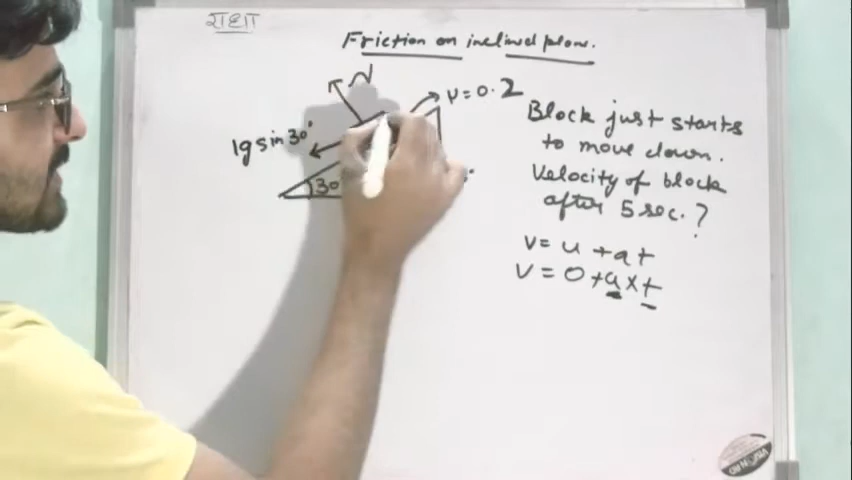 Friction on inclined plane.
N
μ = 0.2
1g sin 30°
30
Block just starts
to move down.
Velocity of block
after 5 sec. ?
v = u + at
v = 0 + a × t